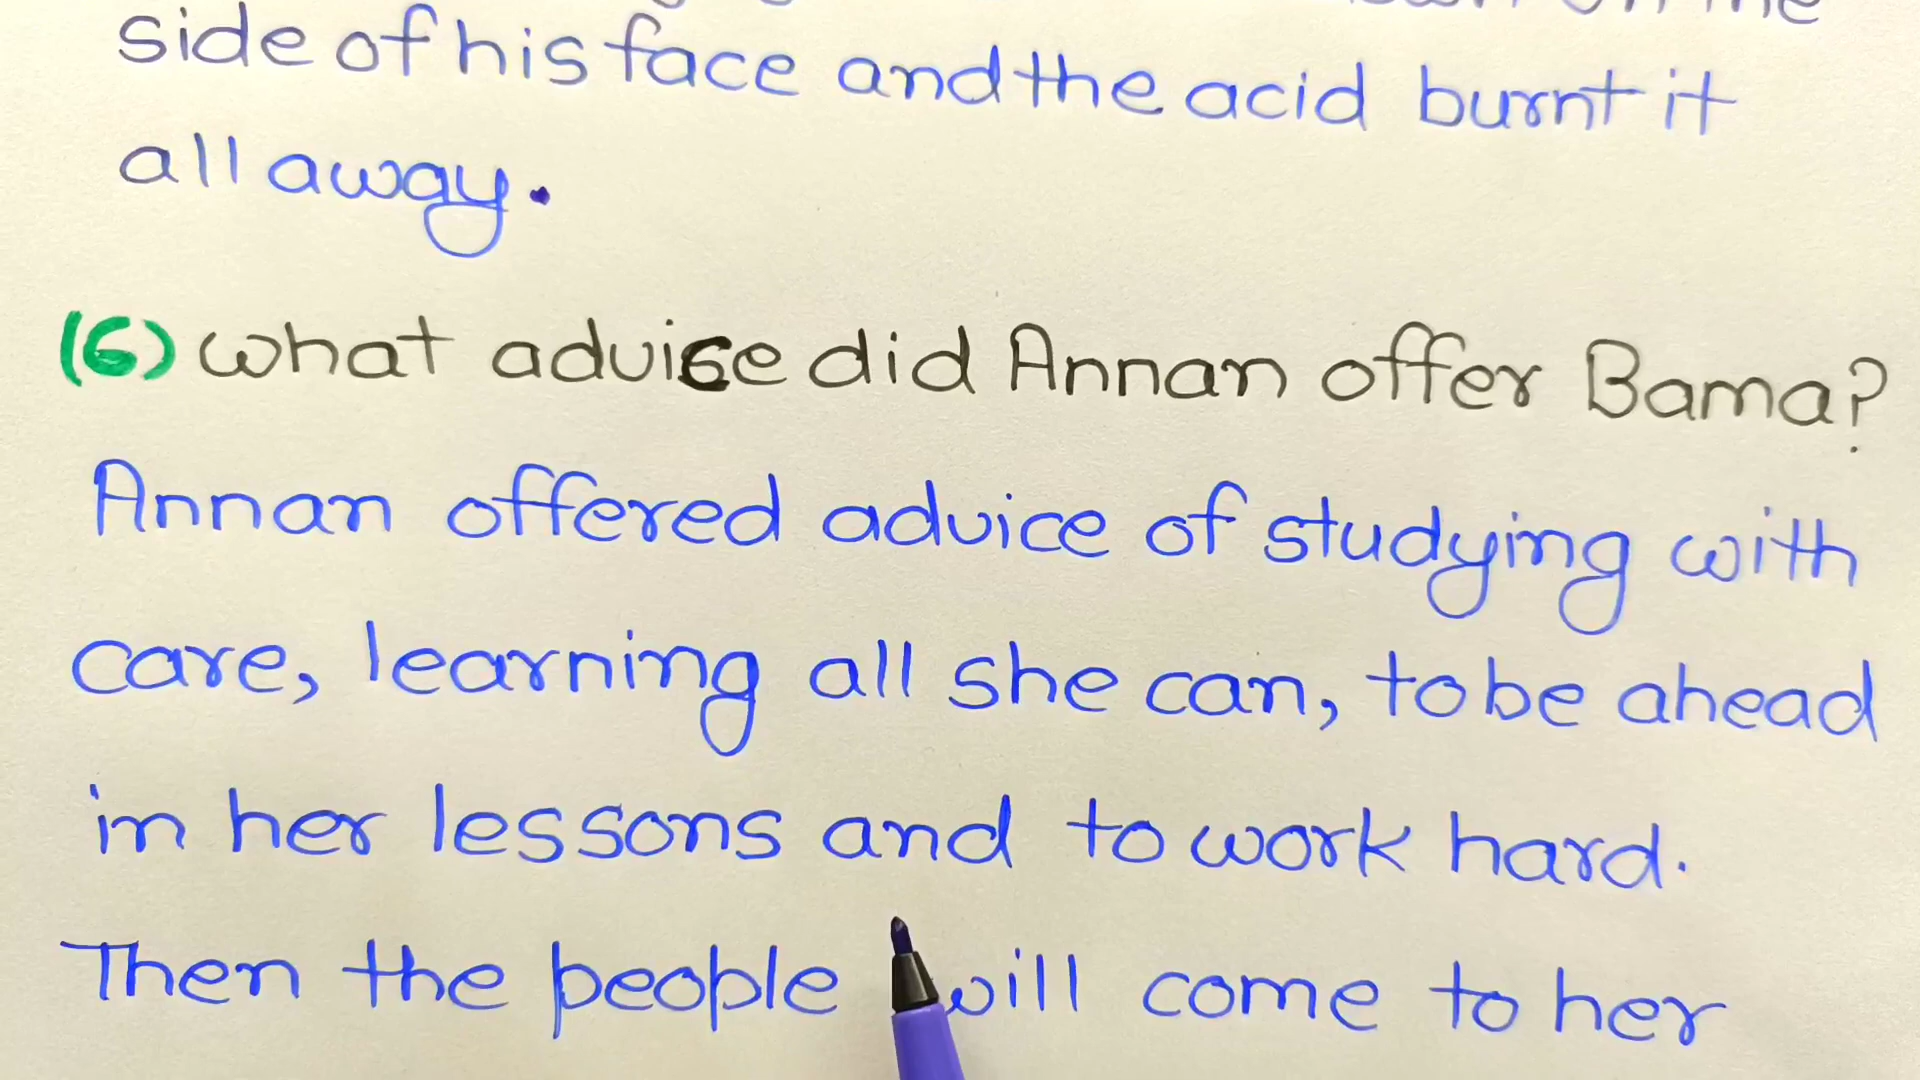 side of his face and the acid burnt it
all away.
(6) What advice did Annan offer Bama?
Annan offered advice of studying with
care, learning all she can, to be ahead
in her lessons and to work hard.
Then the people will come to her